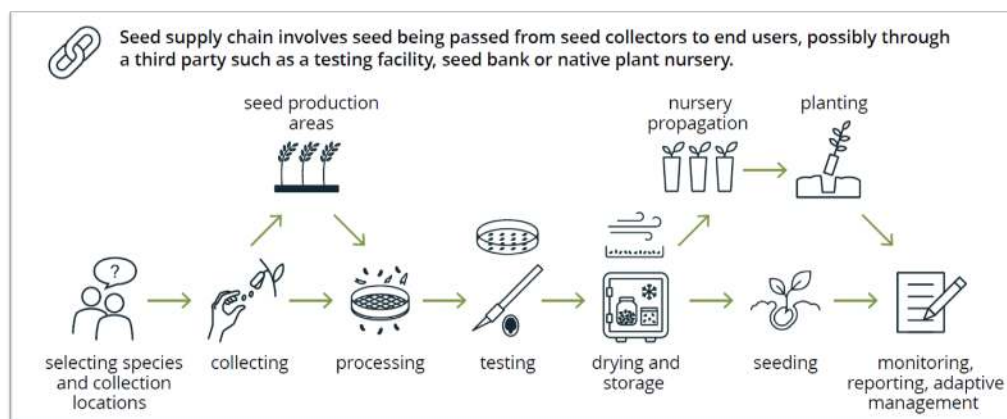 Seed supply chain involves seed being passed from seed collectors to end users, possibly through
a third party such as a testing facility, seed bank or native plant nursery.
seed production
areas
nursery
propagation
planting
?
selecting species
and collection
locations
collecting
processing
testing
drying and
storage
seeding
monitoring,
reporting, adaptive
management